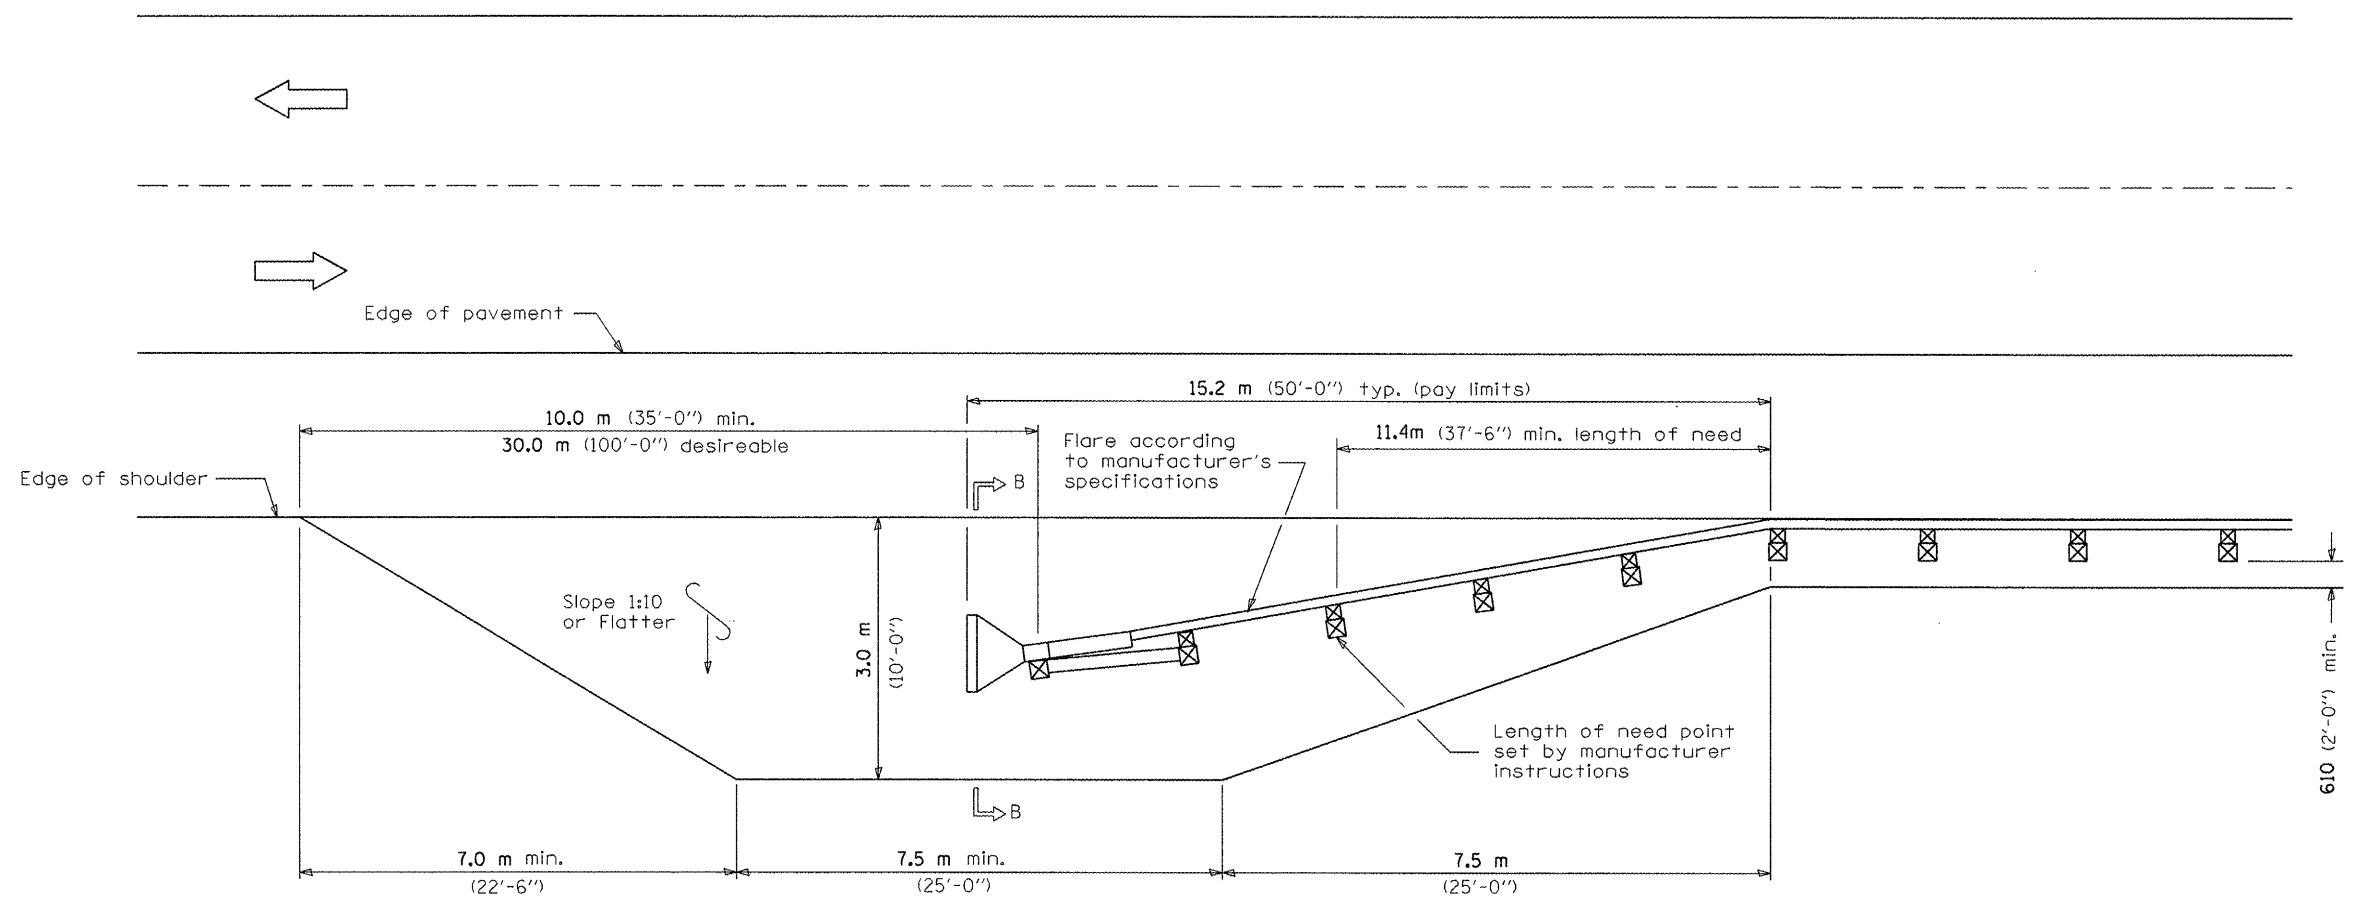 Edge of pavement
15.2 m (50'-0") typ. (pay limits)
10.0 m (35'-0") min.
30.0 m (100'-0") desireable
Flare according
to manufacturer's
specifications
11.4m (37'-6") min. length of need
Edge of shoulder
B
Slope 1:10
or Flatter
3.0 m
(10'-0")
Length of need point
set by manufacturer
instructions
610 (2'-0") min.
B
7.0 m min.
(22'-6")
7.5 m min.
(25'-0")
7.5 m
(25'-0")